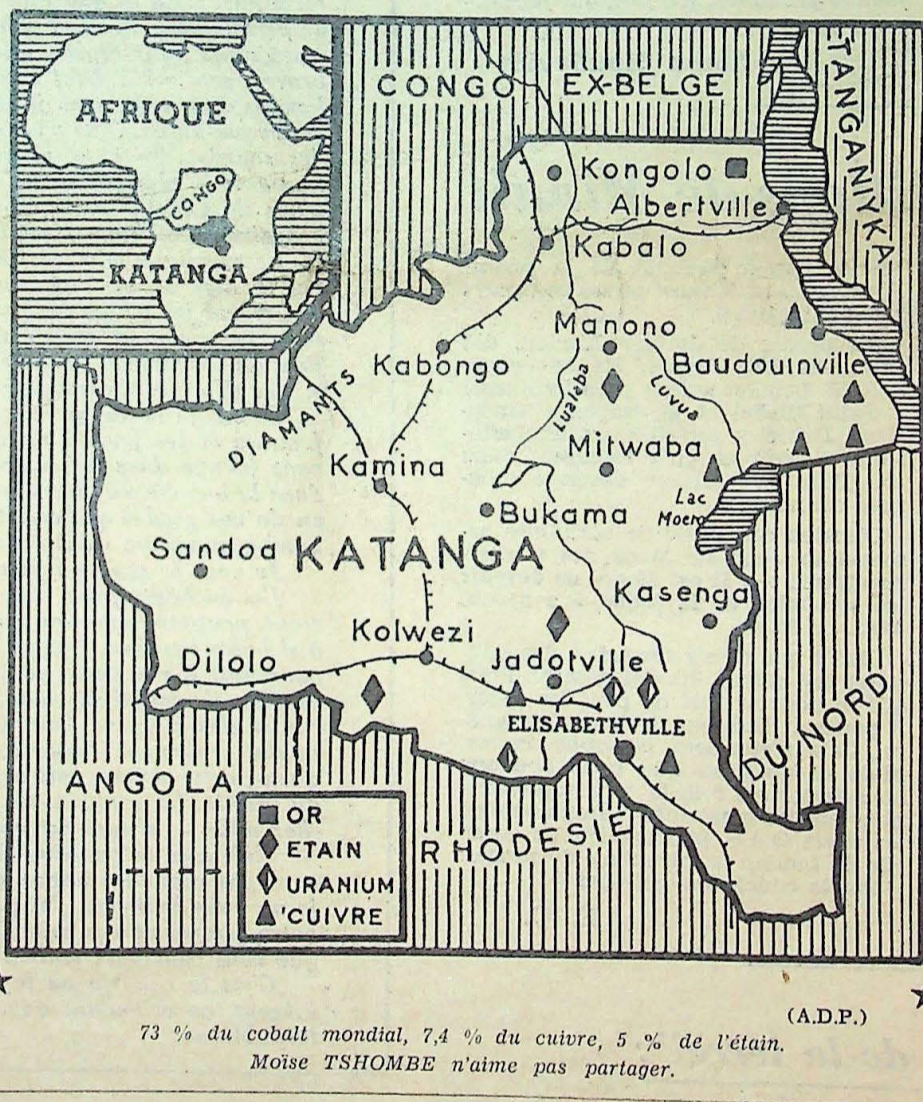 CONGO EX-BELGE
TANGANIYKA
AFRIQUE
CONGO
KATANGA
Kongolo
Albertville
Kabalo
Manono
Kabongo
Baudouinville
Lualaba
Luvua
DIAMANTS
Mitwaba
Kamina
Lac
Moero
Bukama
Sandoa
KATANGA
Kasenga
Kolwezi
Jadotville
Dilolo
ELISABETHVILLE
ANGOLA
RHODESIE DU NORD
OR
ETAIN
URANIUM
CUIVRE
(A.D.P.)
73 % du cobalt mondial, 7,4 % du cuivre, 5 % de l'étain.
Moïse TSHOMBE n'aime pas partager.